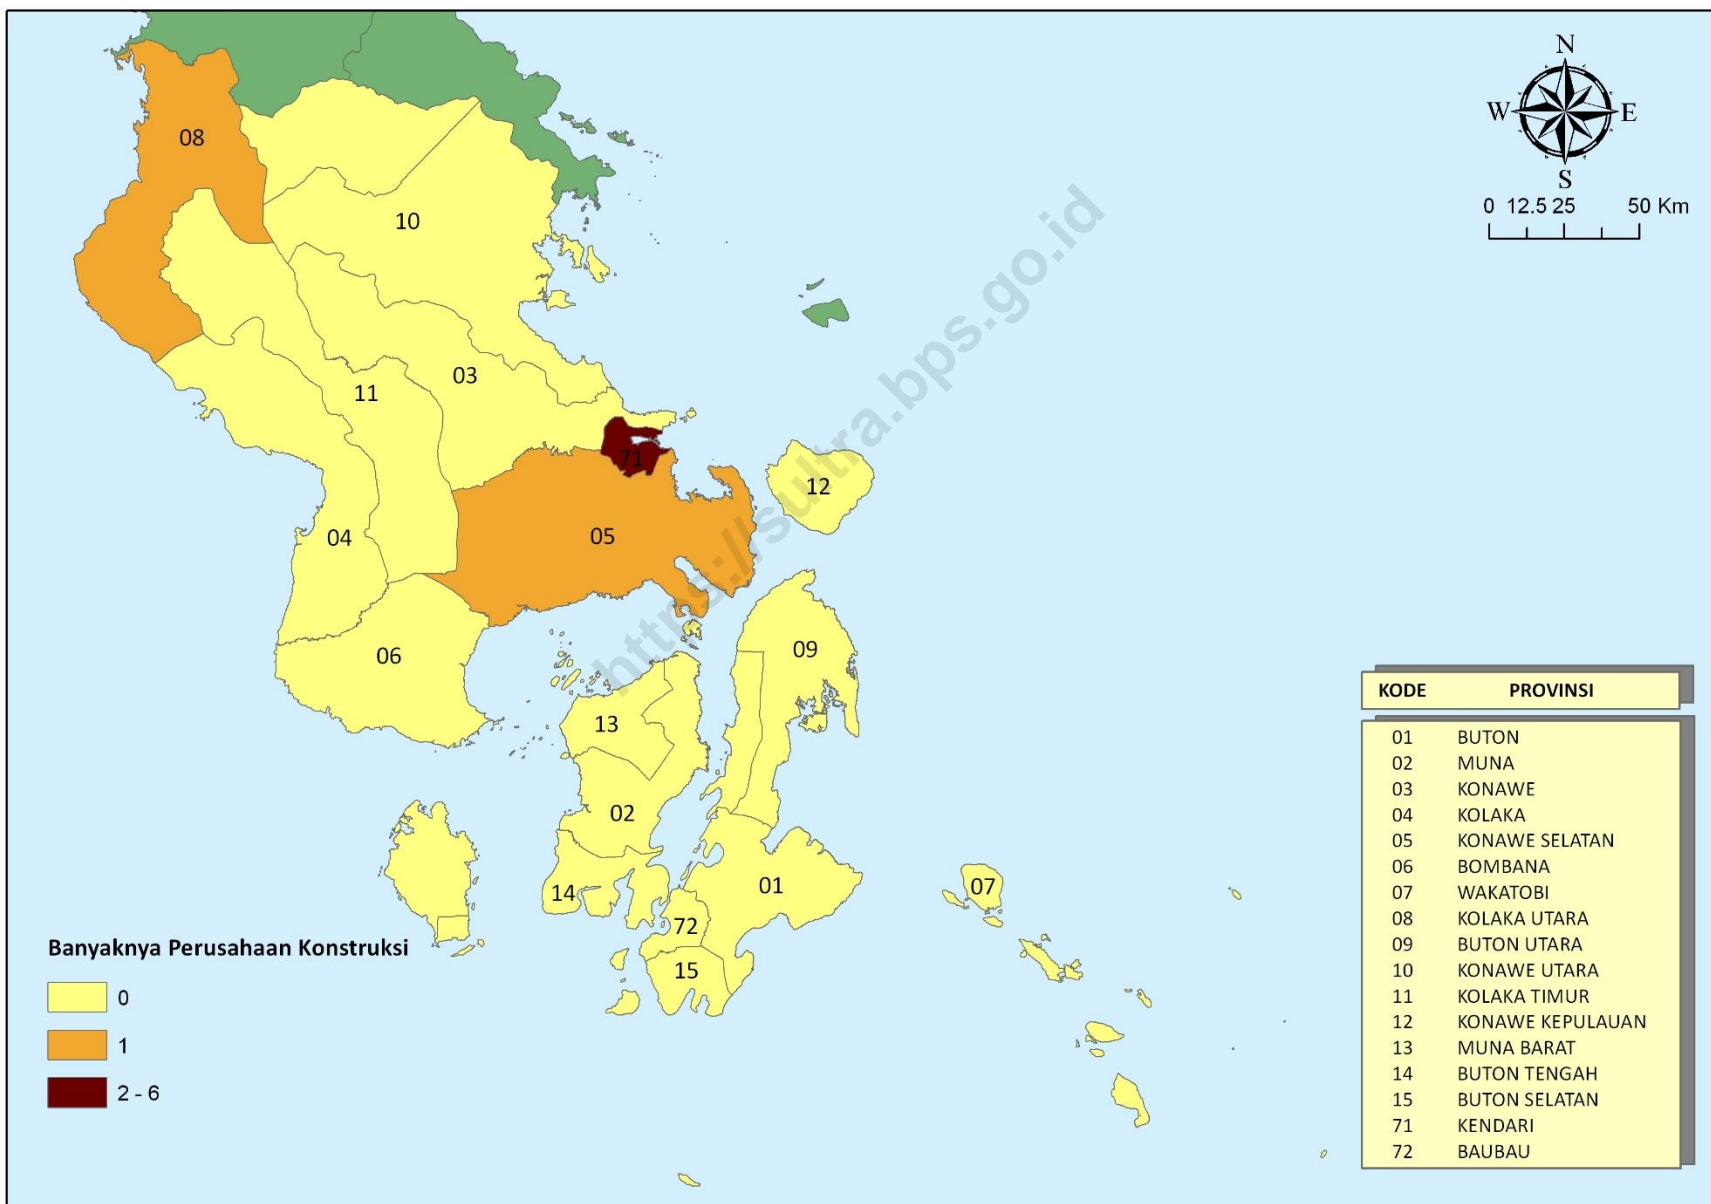 N
W E
S
0 12.5 25 50 Km
08
10
03
11
71
12
04
05
09
06
13
02
14
01
07
72
15
https://sultra.bps.go.id
Banyaknya Perusahaan Konstruksi
0
1
2 - 6
KODE PROVINSI
01 BUTON
02 MUNA
03 KONAWE
04 KOLAKA
05 KONAWE SELATAN
06 BOMBANA
07 WAKATOBI
08 KOLAKA UTARA
09 BUTON UTARA
10 KONAWE UTARA
11 KOLAKA TIMUR
12 KONAWE KEPULAUAN
13 MUNA BARAT
14 BUTON TENGAH
15 BUTON SELATAN
71 KENDARI
72 BAUBAU